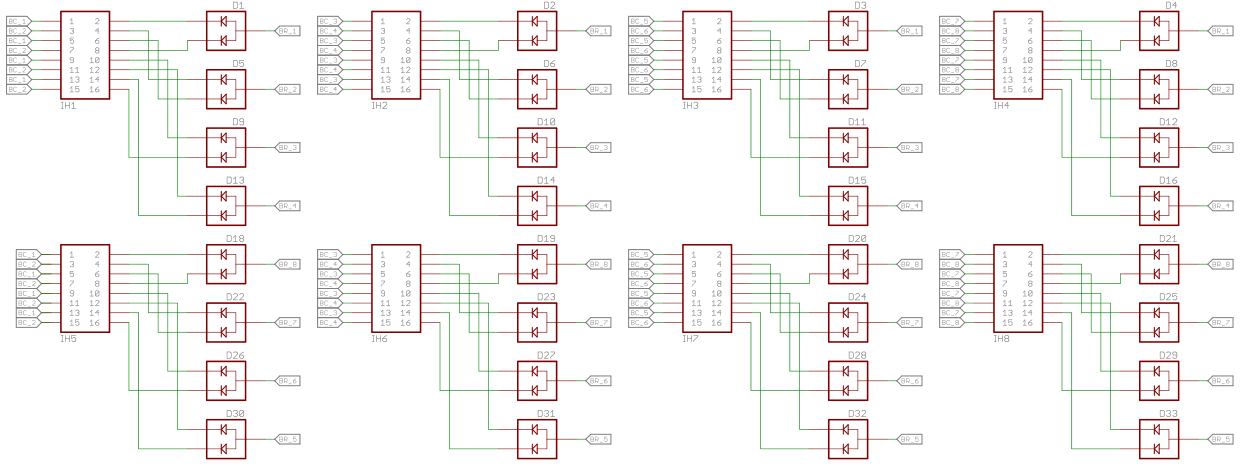 D1
BC_1 1 2 BR_1
BC_2 3 4
BC_1 5 6
BC_2 7 8
BC_1 9 10
BC_2 11 12
BC_1 13 14
BC_2 15 16
IH1
D5
BR_2
D9
BR_3
D13
BR_4
D2
BC_3 1 2 BR_1
BC_4 3 4
BC_3 5 6
BC_4 7 8
BC_3 9 10
BC_4 11 12
BC_3 13 14
BC_4 15 16
IH2
D6
BR_2
D10
BR_3
D14
BR_4
D3
BC_5 1 2 BR_1
BC_6 3 4
BC_5 5 6
BC_6 7 8
BC_5 9 10
BC_6 11 12
BC_5 13 14
BC_6 15 16
IH3
D7
BR_2
D11
BR_3
D15
BR_4
D4
BC_7 1 2 BR_1
BC_8 3 4
BC_7 5 6
BC_8 7 8
BC_7 9 10
BC_8 11 12
BC_7 13 14
BC_8 15 16
IH4
D8
BR_2
D12
BR_3
D16
BR_4
D18
BC_1 1 2 BR_8
BC_2 3 4
BC_1 5 6
BC_2 7 8
BC_1 9 10
BC_2 11 12
BC_1 13 14
BC_2 15 16
IH5
D22
BR_7
D26
BR_6
D30
BR_5
D19
BC_3 1 2 BR_8
BC_4 3 4
BC_3 5 6
BC_4 7 8
BC_3 9 10
BC_4 11 12
BC_3 13 14
BC_4 15 16
IH6
D23
BR_7
D27
BR_6
D31
BR_5
D20
BC_5 1 2 BR_8
BC_6 3 4
BC_5 5 6
BC_6 7 8
BC_5 9 10
BC_6 11 12
BC_5 13 14
BC_6 15 16
IH7
D24
BR_7
D28
BR_6
D32
BR_5
D21
BC_7 1 2 BR_8
BC_8 3 4
BC_7 5 6
BC_8 7 8
BC_7 9 10
BC_8 11 12
BC_7 13 14
BC_8 15 16
IH8
D25
BR_7
D29
BR_6
D33
BR_5